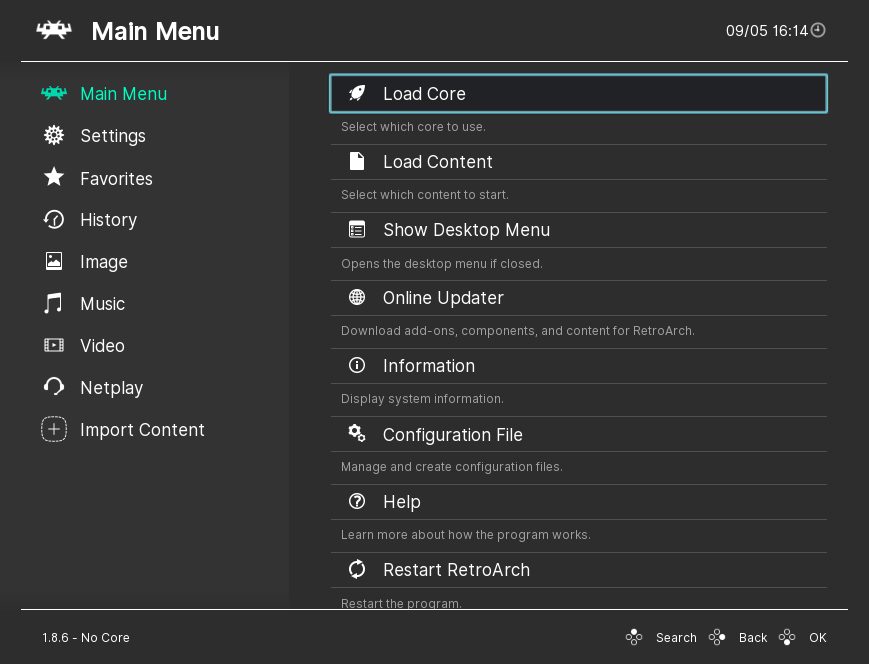 Main Menu
09/05 16:14
Main Menu
Settings
Favorites
History
Image
Music
Video
Netplay
Import Content
Load Core
Select which core to use.
Load Content
Select which content to start.
Show Desktop Menu
Opens the desktop menu if closed.
Online Updater
Download add-ons, components, and content for RetroArch.
Information
Display system information.
Configuration File
Manage and create configuration files.
Help
Learn more about how the program works.
Restart RetroArch
Restart the program.
1.8.6 - No Core
Search
Back
OK